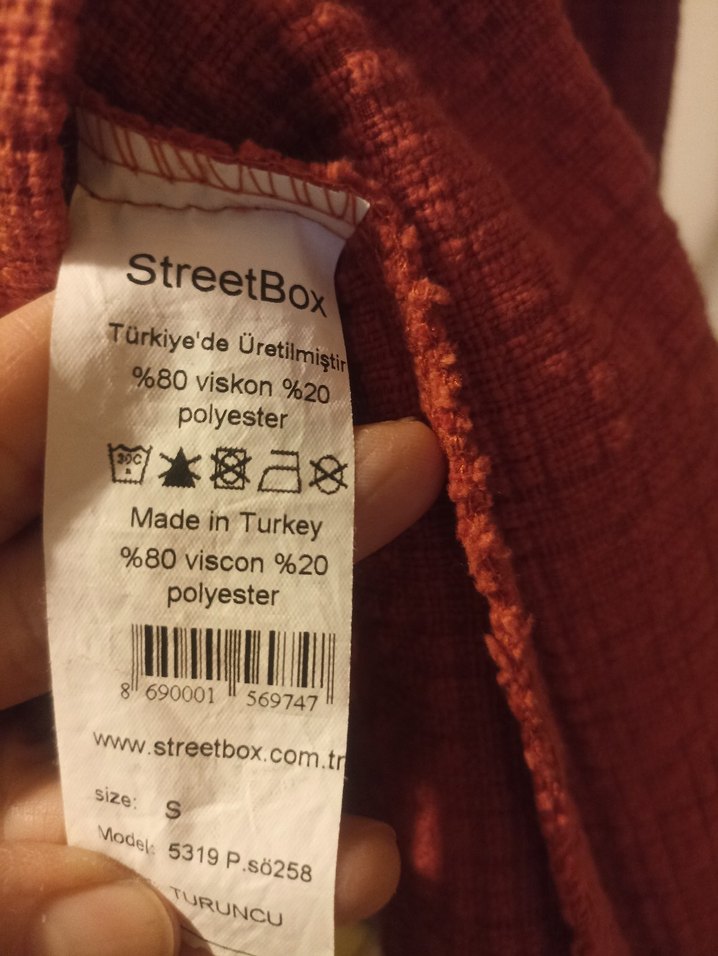 StreetBox
Türkiye'de Üretilmiştir
%80 viskon %20
polyester
30C
Made in Turkey
%80 viscon %20
polyester
8 690001 569747
www.streetbox.com.tr
size: S
Model: 5319 P.sö258
TURUNCU